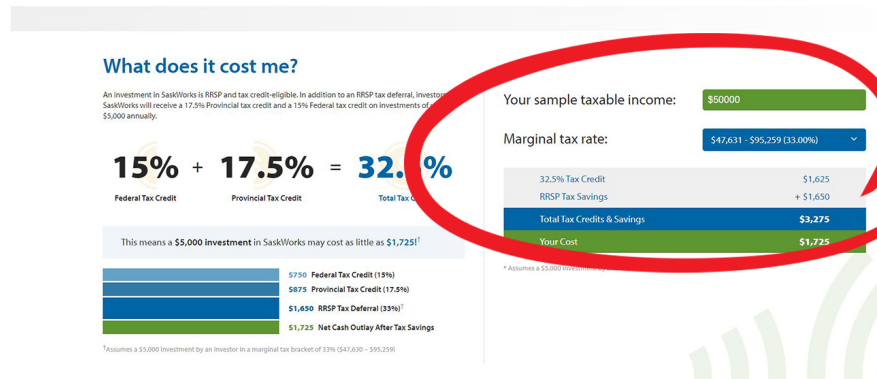 What does it cost me?
An investment in SaskWorks is RRSP and tax credit-eligible. In addition to an RRSP tax deferral, investors
SaskWorks will receive a 17.5% Provincial tax credit and a 15% Federal tax credit on investments of
$5,000 annually.
15% + 17.5% = 32. %
Federal Tax Credit Provincial Tax Credit Total Tax
This means a $5,000 investment in SaskWorks may cost as little as $1,725!†
$750 Federal Tax Credit (15%)
$875 Provincial Tax Credit (17.5%)
$1,650 RRSP Tax Deferral (33%)†
$1,725 Net Cash Outlay After Tax Savings
†Assumes a $5,000 investment by an investor in a marginal tax bracket of 33% ($47,630 – $95,259)
Your sample taxable income: $50000
Marginal tax rate: $47,631 - $95,259 (33.00%)
32.5% Tax Credit $1,625
RRSP Tax Savings + $1,650
Total Tax Credits & Savings $3,275
Your Cost $1,725
* Assumes a $5,000 investment by